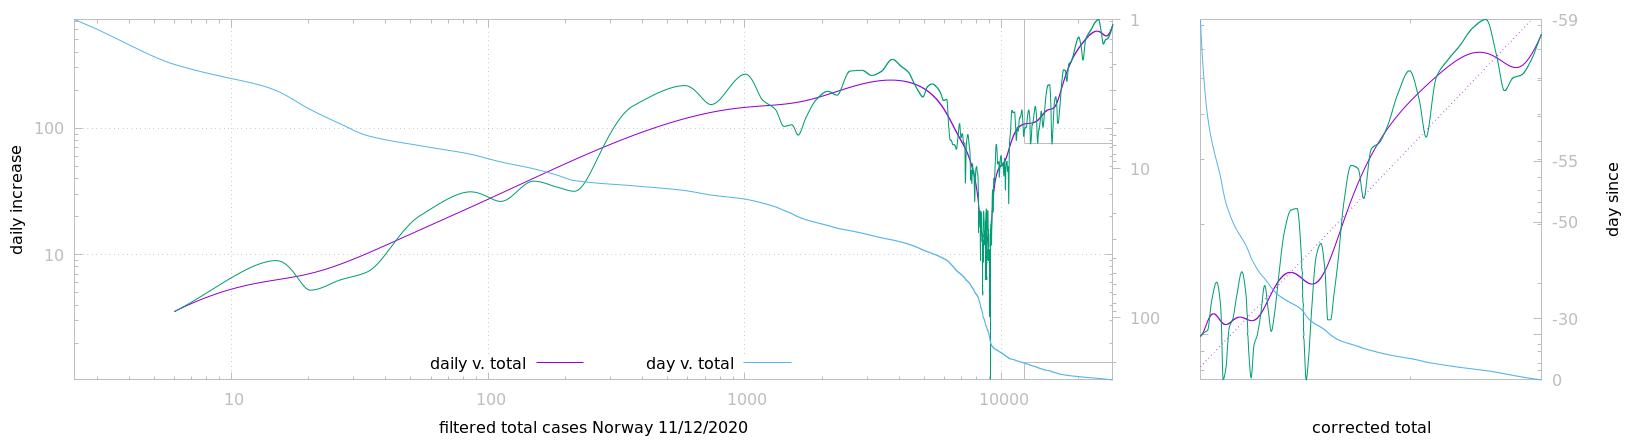 daily increase
100
10
10
100
1000
10000
1
10
100
daily v. total
day v. total
filtered total cases Norway 11/12/2020
-59
-55
-50
-30
0
day since
corrected total